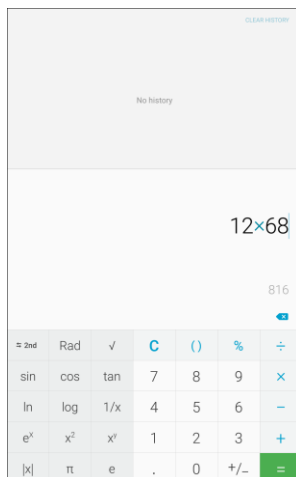 CLEAR HISTORY
No history
12×68
816
≒ 2nd Rad √ C ( ) % ÷
sin cos tan 7 8 9 ×
ln log 1/x 4 5 6 −
eˣ x² xʸ 1 2 3 +
|x| π e . 0 +/− =